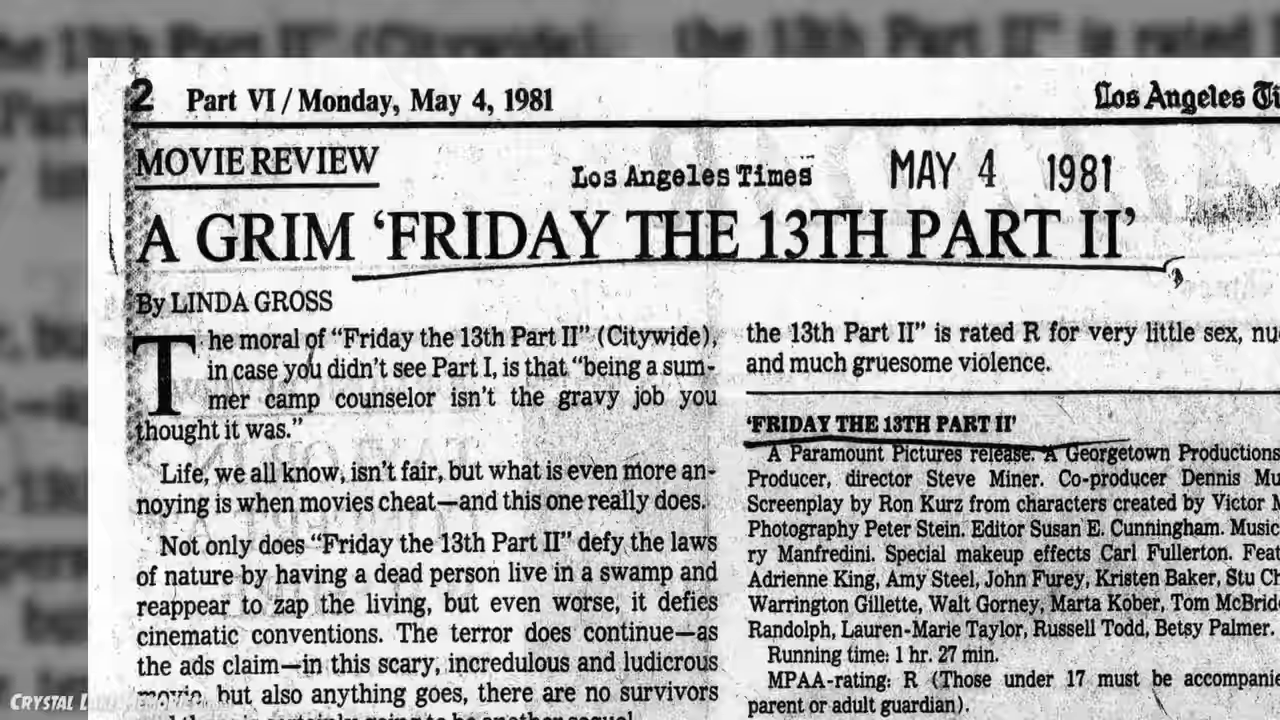 2 Part VI / Monday, May 4, 1981
Los Angeles
MOVIE REVIEW
Los Angeles Times MAY 4 1981
A GRIM ‘FRIDAY THE 13TH PART II’
By LINDA GROSS
The moral of “Friday the 13th Part II” (Citywide),
in case you didn’t see Part I, is that “being a sum-
mer camp counselor isn’t the gravy job you
thought it was.”
Life, we all know, isn’t fair, but what is even more an-
noying is when movies cheat—and this one really does.
Not only does “Friday the 13th Part II” defy the laws
of nature by having a dead person live in a swamp and
reappear to zap the living, but even worse, it defies
cinematic conventions. The terror does continue—as
the ads claim—in this scary, incredulous and ludicrous
movie, but also anything goes, there are no survivors
the 13th Part II” is rated R for very little sex,
and much gruesome violence.
‘FRIDAY THE 13TH PART II’
A Paramount Pictures release. A Georgetown Productions
Producer, director Steve Miner. Co-producer Dennis
Screenplay by Ron Kurz from characters created by Victor
Photography Peter Stein. Editor Susan E. Cunningham. Music
ry Manfredini. Special makeup effects Carl Fullerton.
Adrienne King, Amy Steel, John Furey, Kristen Baker, Stu
Warrington Gillette, Walt Gorney, Marta Kober, Tom
Randolph, Lauren-Marie Taylor, Russell Todd, Betsy Palmer.
Running time: 1 hr. 27 min.
MPAA-rating: R (Those under 17 must be
parent or adult guardian).
CRYSTAL